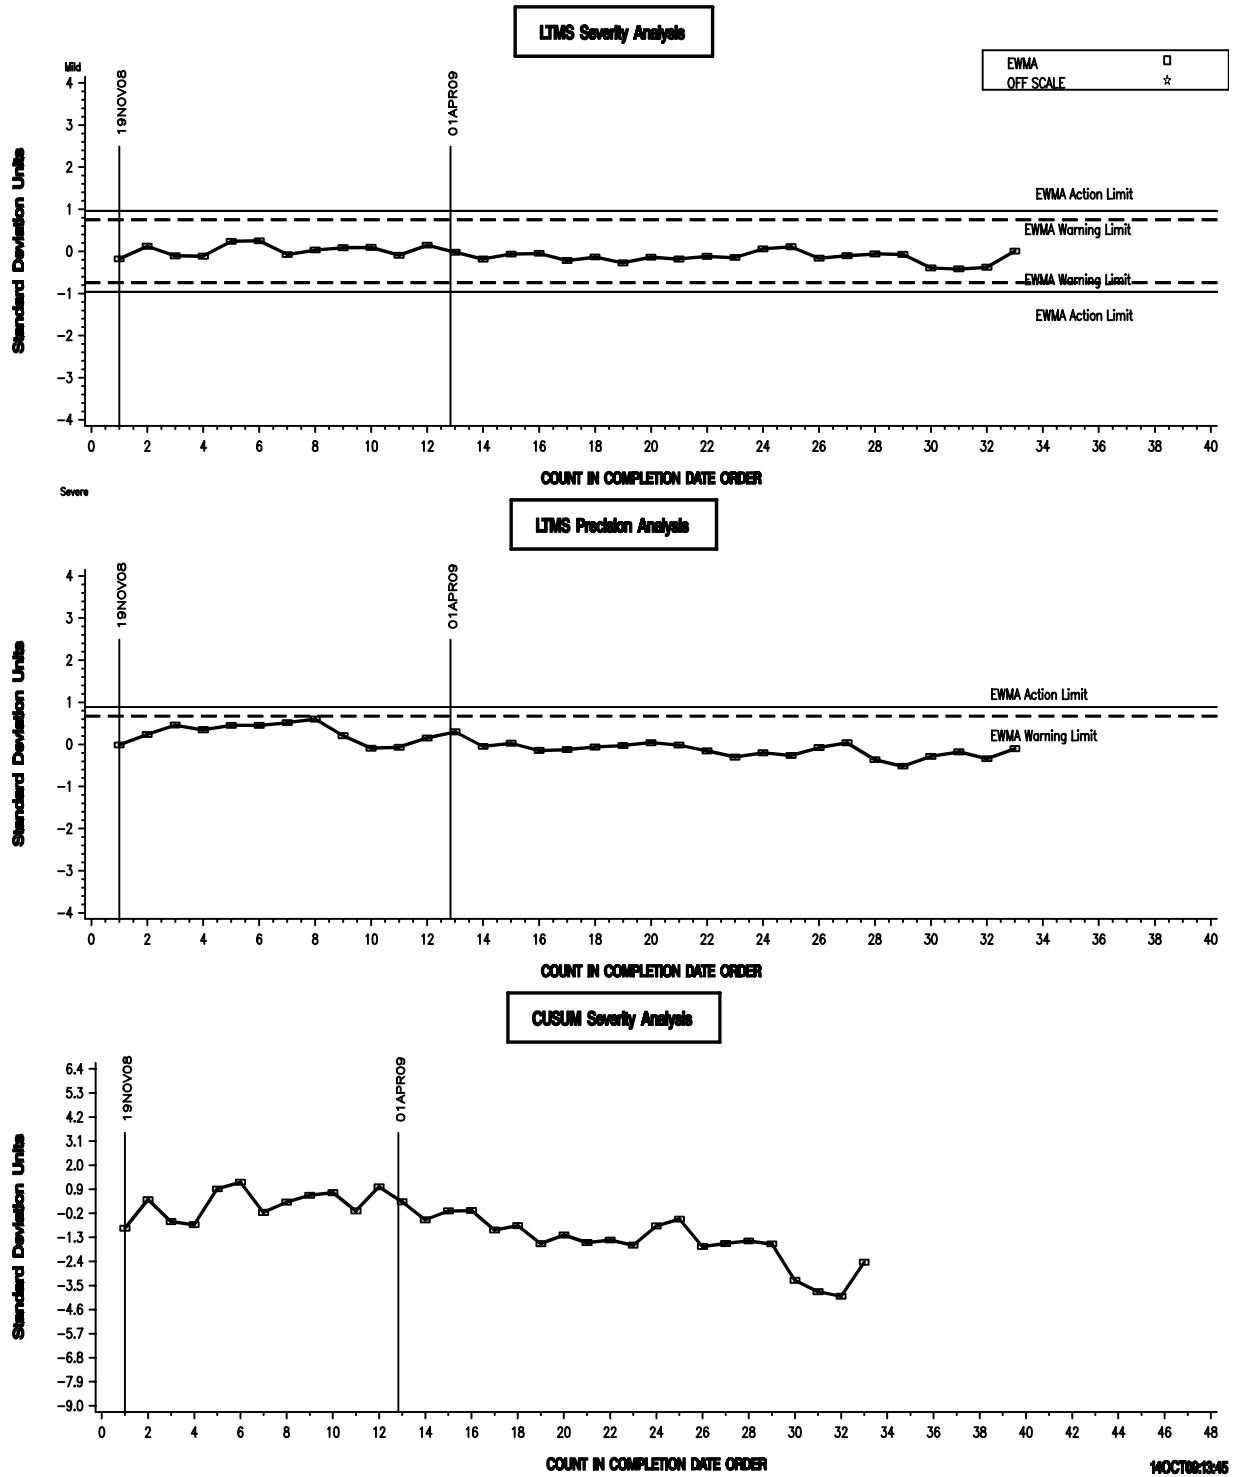 LTMS Severity Analysis
Mild
EWMA
OFF SCALE
19NOV08
01APR09
4
3
2
1
0
-1
-2
-3
-4
Standard Deviation Units
EWMA Action Limit
EWMA Warning Limit
EWMA Warning Limit
EWMA Action Limit
0 2 4 6 8 10 12 14 16 18 20 22 24 26 28 30 32 34 36 38 40
COUNT IN COMPLETION DATE ORDER
Severe
LTMS Precision Analysis
19NOV08
01APR09
4
3
2
1
0
-1
-2
-3
-4
Standard Deviation Units
EWMA Action Limit
EWMA Warning Limit
0 2 4 6 8 10 12 14 16 18 20 22 24 26 28 30 32 34 36 38 40
COUNT IN COMPLETION DATE ORDER
CUSUM Severity Analysis
19NOV08
01APR09
6.4
5.3
4.2
3.1
2.0
0.9
-0.2
-1.3
-2.4
-3.5
-4.6
-5.7
-6.8
-7.9
-9.0
Standard Deviation Units
0 2 4 6 8 10 12 14 16 18 20 22 24 26 28 30 32 34 36 38 40 42 44 46 48
COUNT IN COMPLETION DATE ORDER
14OCT09:13:45